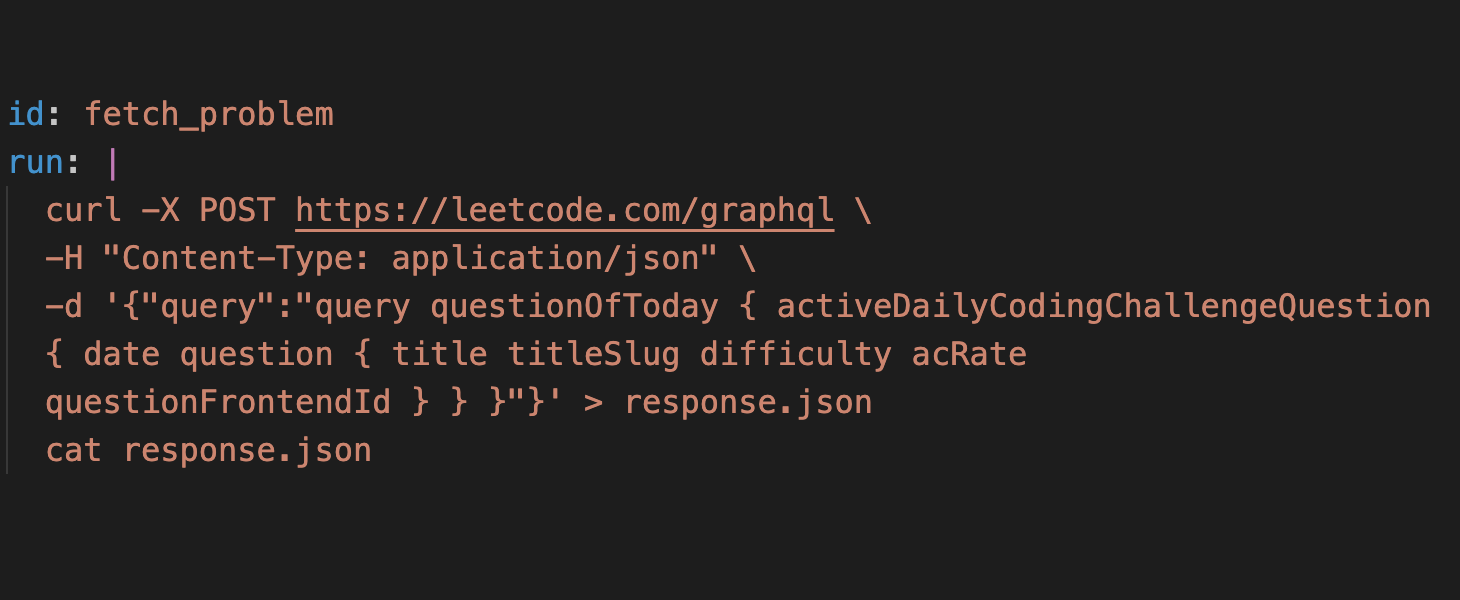 id: fetch_problem
run: |
  curl -X POST https://leetcode.com/graphql \
  -H "Content-Type: application/json" \
  -d '{"query":"query questionOfToday { activeDailyCodingChallengeQuestion
  { date question { title titleSlug difficulty acRate
  questionFrontendId } } }"}' > response.json
  cat response.json